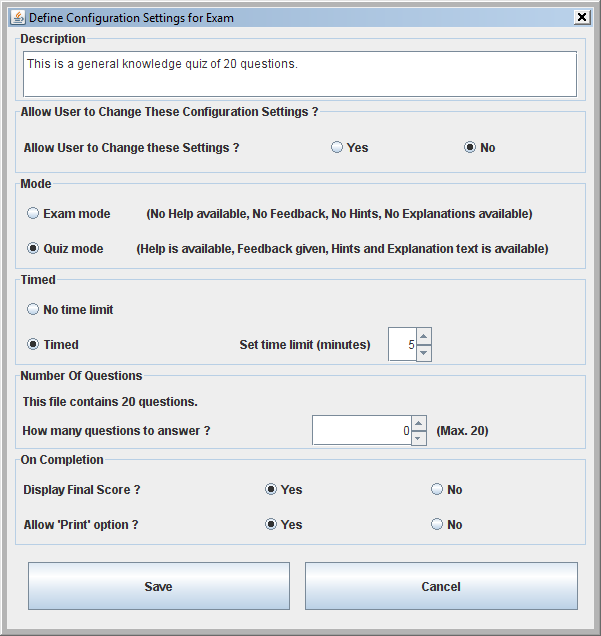 Define Configuration Settings for Exam
Description
This is a general knowledge quiz of 20 questions.
Allow User to Change These Configuration Settings ?
Allow User to Change these Settings ? Yes No
Mode
Exam mode (No Help available, No Feedback, No Hints, No Explanations available)
Quiz mode (Help is available, Feedback given, Hints and Explanation text is available)
Timed
No time limit
Timed Set time limit (minutes) 5
Number Of Questions
This file contains 20 questions.
How many questions to answer ? 0 (Max. 20)
On Completion
Display Final Score ? Yes No
Allow 'Print' option ? Yes No
Save Cancel